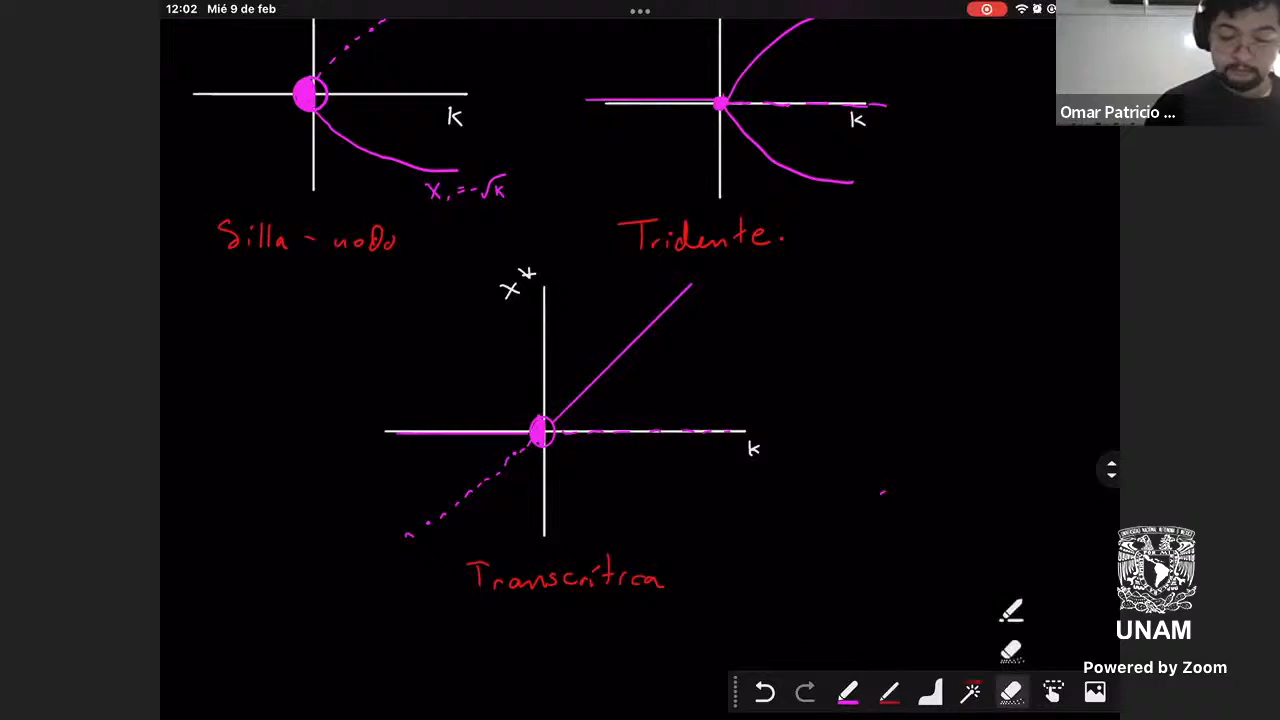 12:02 Mié 9 de feb
Omar Patricio ...
k
k
x₁ = -√k
Silla - nodo
Tridente.
x*
k
Transcrítica
UNAM
Powered by Zoom